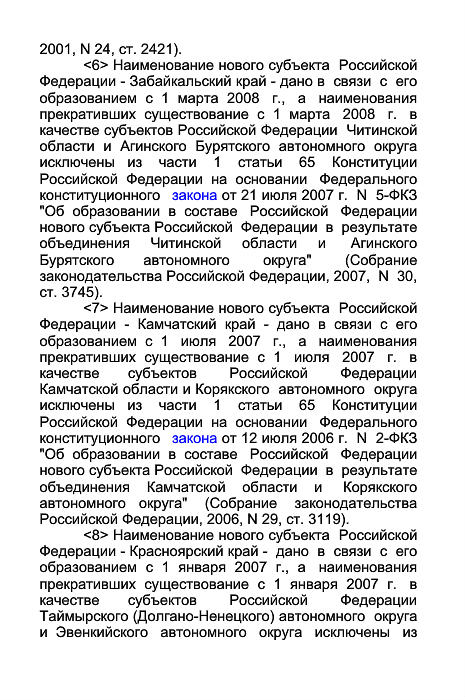 2001, N 24, ст. 2421).
<6> Наименование нового субъекта Российской
Федерации - Забайкальский край - дано в связи с его
образованием с 1 марта 2008 г., а наименования
прекративших существование с 1 марта 2008 г. в
качестве субъектов Российской Федерации Читинской
области и Агинского Бурятского автономного округа
исключены из части 1 статьи 65 Конституции
Российской Федерации на основании Федерального
конституционного закона от 21 июля 2007 г. N 5-ФКЗ
"Об образовании в составе Российской Федерации
нового субъекта Российской Федерации в результате
объединения Читинской области и Агинского
Бурятского автономного округа" (Собрание
законодательства Российской Федерации, 2007, N 30,
ст. 3745).
<7> Наименование нового субъекта Российской
Федерации - Камчатский край - дано в связи с его
образованием с 1 июля 2007 г., а наименования
прекративших существование с 1 июля 2007 г. в
качестве субъектов Российской Федерации
Камчатской области и Корякского автономного округа
исключены из части 1 статьи 65 Конституции
Российской Федерации на основании Федерального
конституционного закона от 12 июля 2006 г. N 2-ФКЗ
"Об образовании в составе Российской Федерации
нового субъекта Российской Федерации в результате
объединения Камчатской области и Корякского
автономного округа" (Собрание законодательства
Российской Федерации, 2006, N 29, ст. 3119).
<8> Наименование нового субъекта Российской
Федерации - Красноярский край - дано в связи с его
образованием с 1 января 2007 г., а наименования
прекративших существование с 1 января 2007 г. в
качестве субъектов Российской Федерации
Таймырского (Долгано-Ненецкого) автономного округа
и Эвенкийского автономного округа исключены из